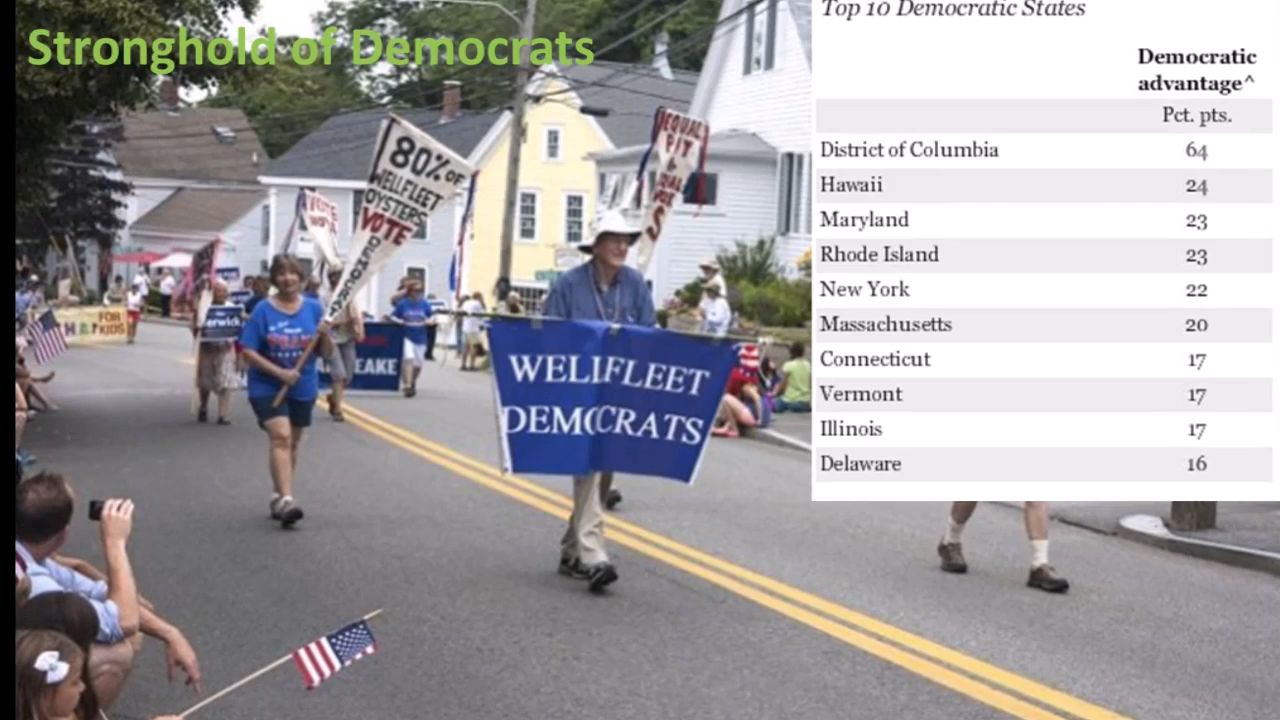 Stronghold of Democrats
Top 10 Democratic States
Democratic
advantage^
Pct. pts.
District of Columbia 64
Hawaii 24
Maryland 23
Rhode Island 23
New York 22
Massachusetts 20
Connecticut 17
Vermont 17
Illinois 17
Delaware 16
80% OF
WELLFLEET
OYSTERS
VOTE
EQUAL
VOTE
FOR
KIDS
WELLFLEET
DEMOCRATS